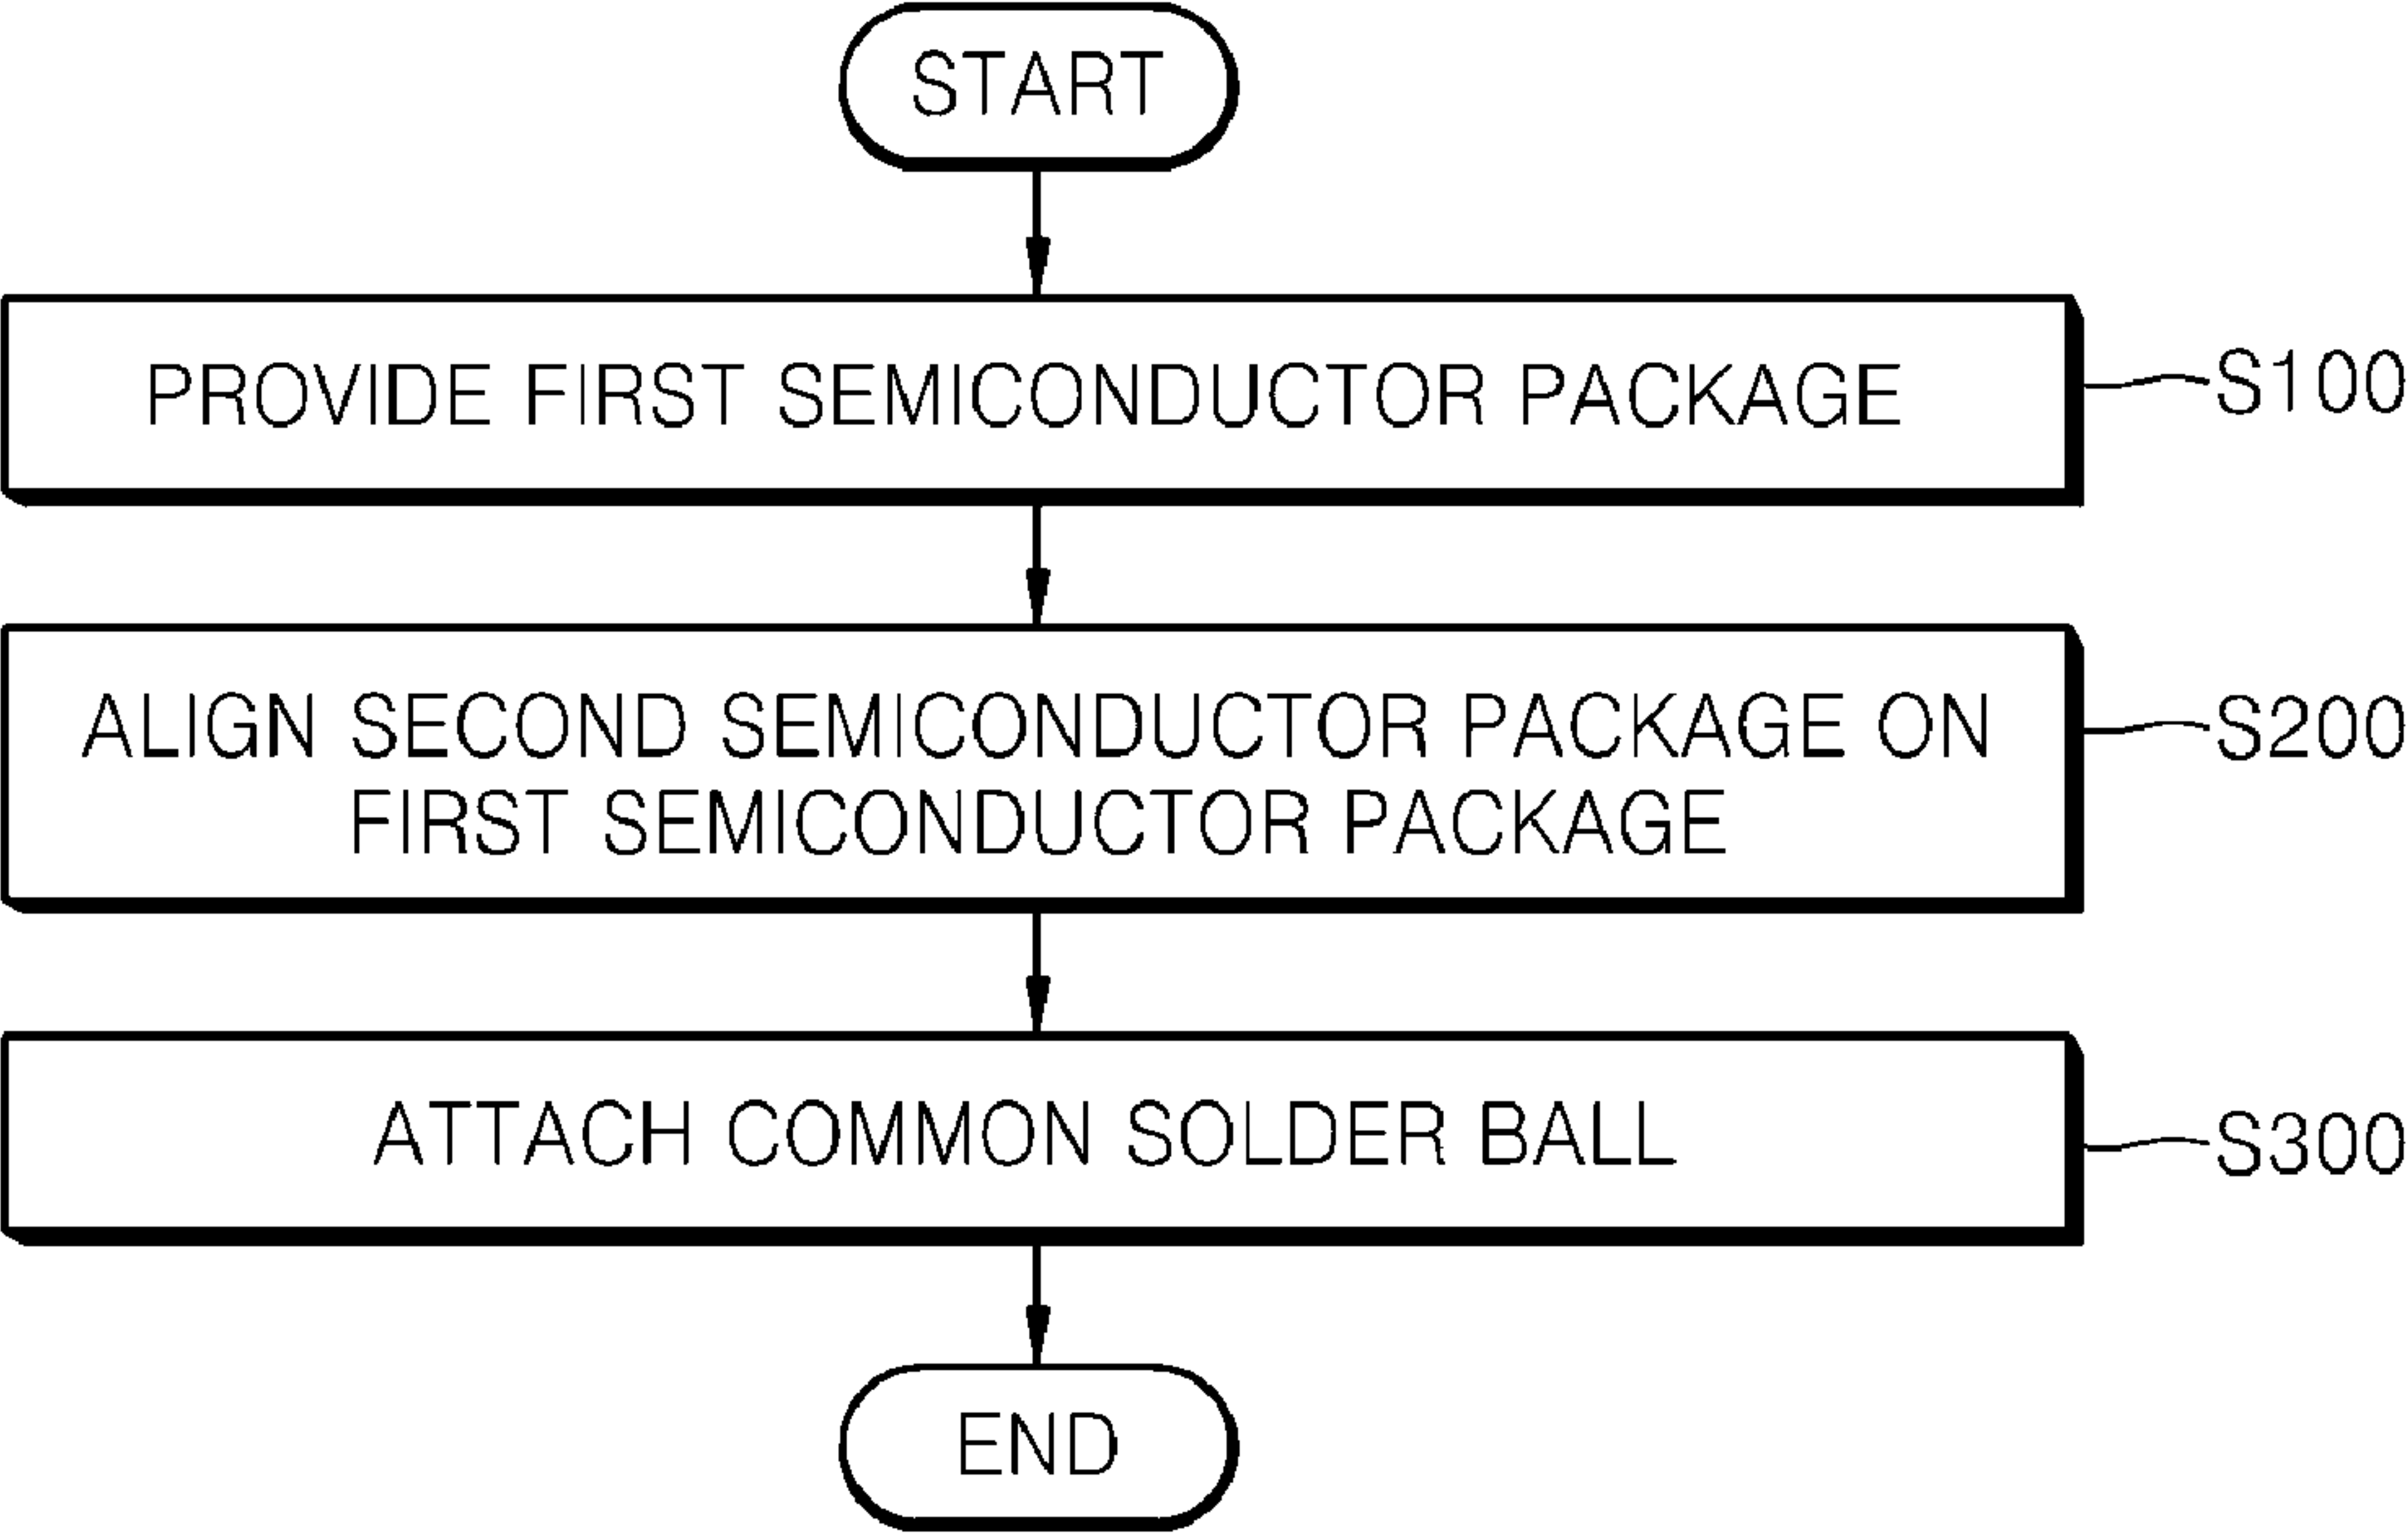 START
PROVIDE FIRST SEMICONDUCTOR PACKAGE
S100
ALIGN SECOND SEMICONDUCTOR PACKAGE ON
FIRST SEMICONDUCTOR PACKAGE
S200
ATTACH COMMON SOLDER BALL
S300
END